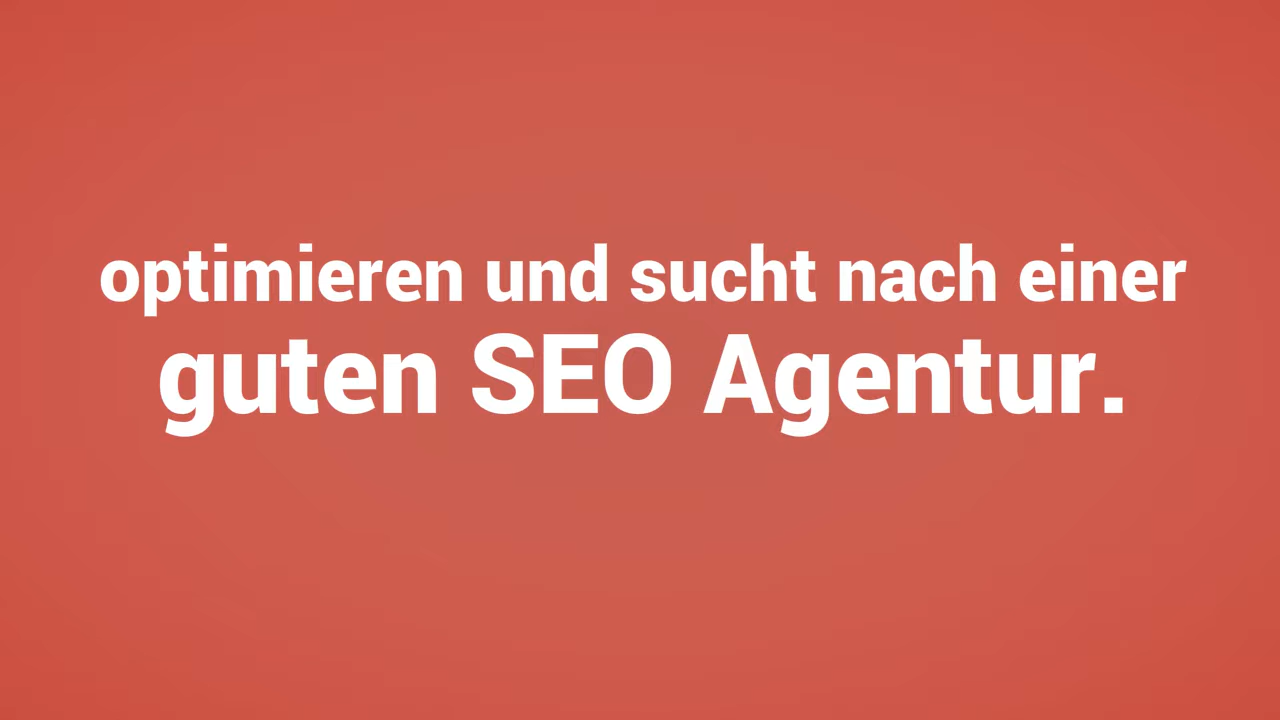 optimieren und sucht nach einer
guten SEO Agentur.